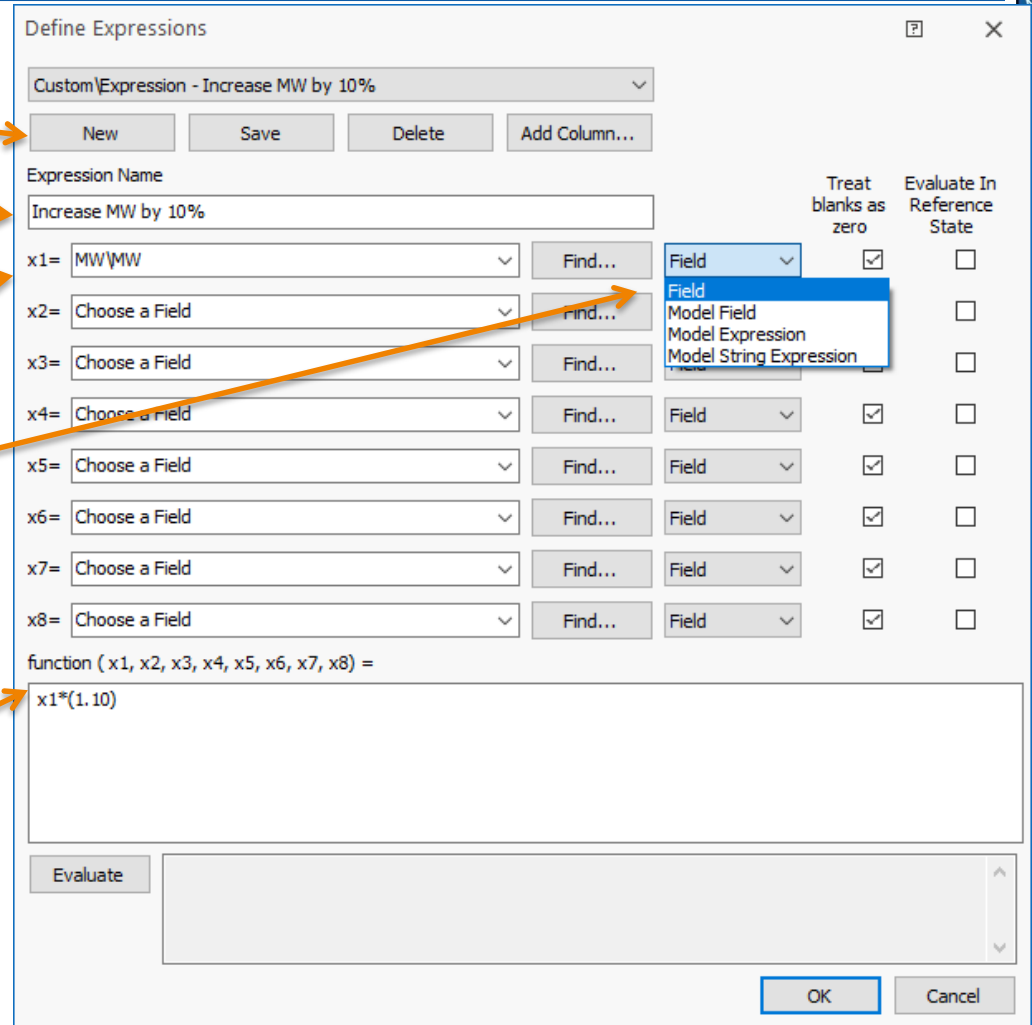 Define Expressions
Custom\Expression - Increase MW by 10%
New Save Delete Add Column...
Expression Name
Treat blanks as zero
Evaluate In Reference State
Increase MW by 10%
x1= MW\MW Find... Field
Field
Model Field
Model Expression
Model String Expression
x2= Choose a Field Find...
x3= Choose a Field Find...
x4= Choose a Field Find... Field
x5= Choose a Field Find... Field
x6= Choose a Field Find... Field
x7= Choose a Field Find... Field
x8= Choose a Field Find... Field
function ( x1, x2, x3, x4, x5, x6, x7, x8) =
x1*(1.10)
Evaluate
OK Cancel